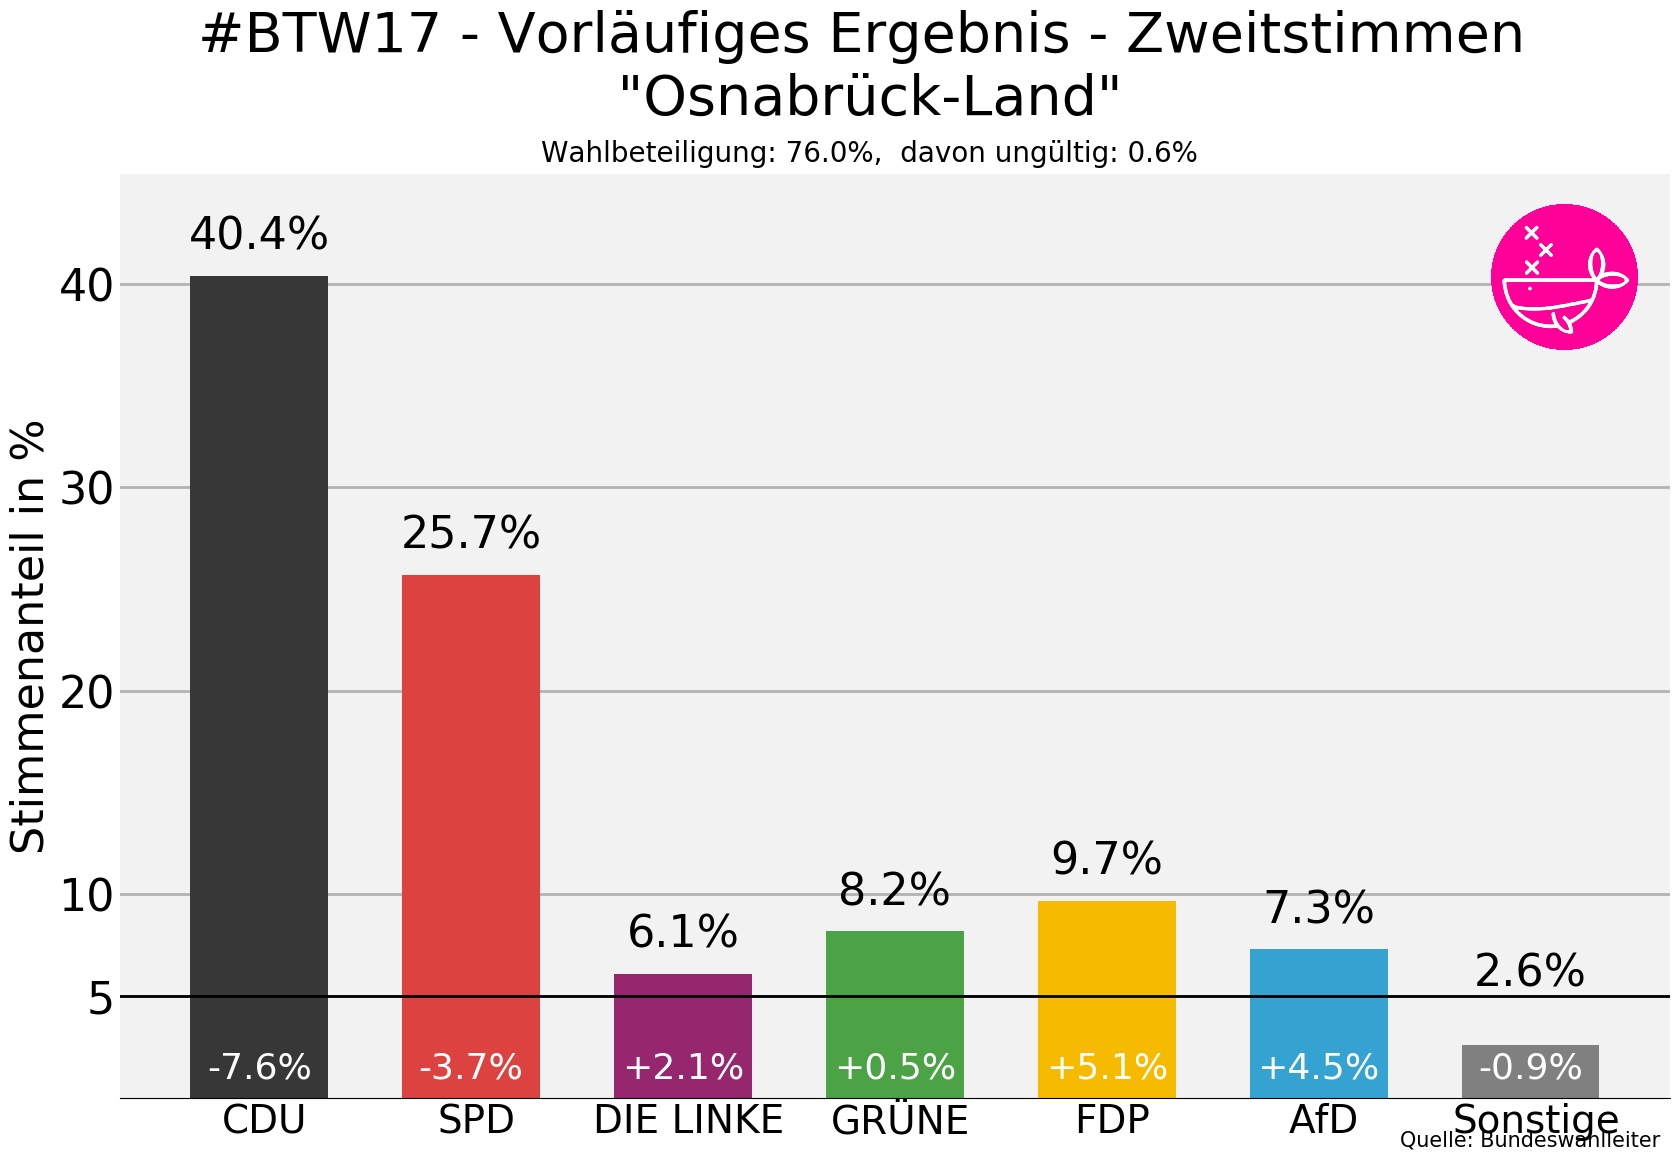 #BTW17 - Vorläufiges Ergebnis - Zweitstimmen
"Osnabrück-Land"
Wahlbeteiligung: 76.0%,  davon ungültig: 0.6%
Stimmenanteil in %
40
30
20
10
5
40.4%
25.7%
6.1%
8.2%
9.7%
7.3%
2.6%
-7.6%
-3.7%
+2.1%
+0.5%
+5.1%
+4.5%
-0.9%
CDU
SPD
DIE LINKE
GRÜNE
FDP
AfD
Sonstige
Quelle: Bundeswahlleiter